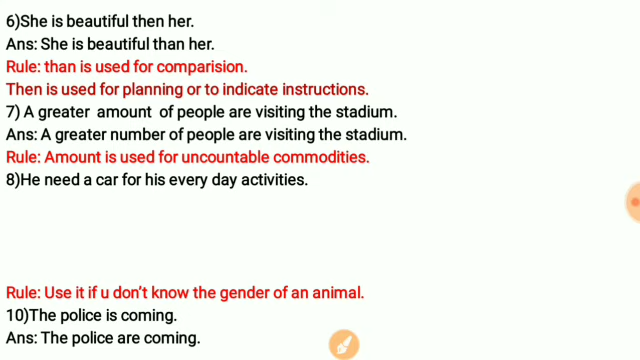 6)She is beautiful then her.
Ans: She is beautiful than her.
Rule: than is used for comparision.
Then is used for planning or to indicate instructions.
7) A greater amount of people are visiting the stadium.
Ans: A greater number of people are visiting the stadium.
Rule: Amount is used for uncountable commodities.
8)He need a car for his every day activities.
Rule: Use it if u don't know the gender of an animal.
10)The police is coming.
Ans: The police are coming.